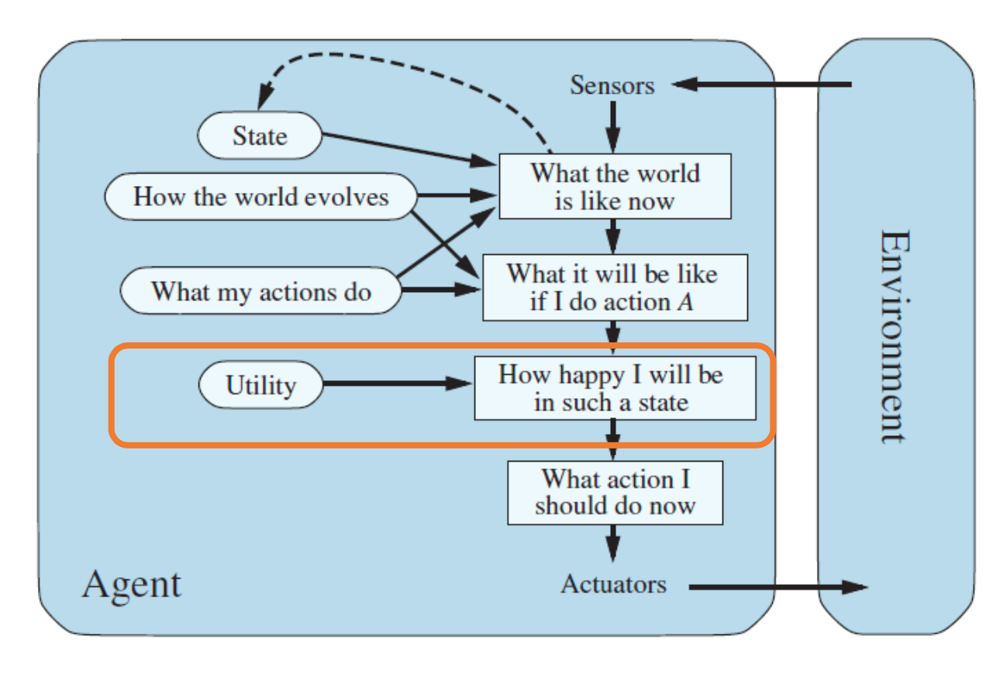 Sensors
State
What the world
is like now
How the world evolves
What it will be like
if I do action A
What my actions do
How happy I will be
in such a state
Utility
What action I
should do now
Actuators
Agent
Environment